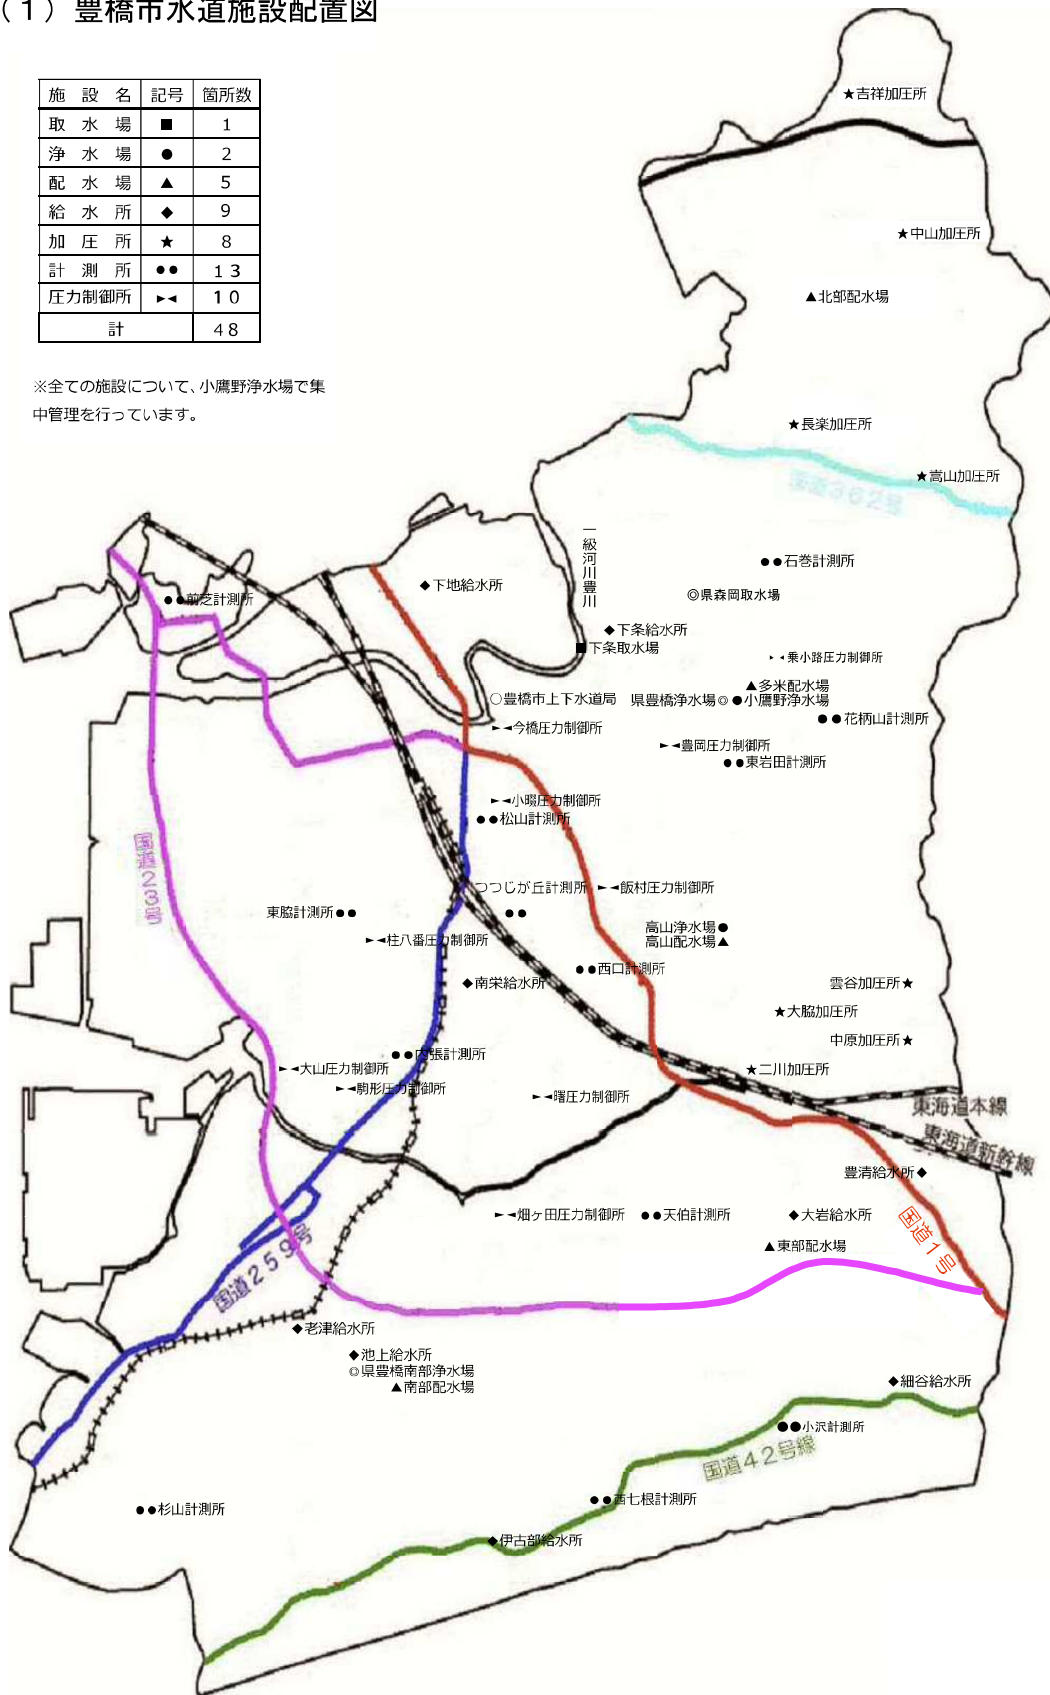 （１）豊橋市水道施設配置図
施 設 名 記号 箇所数
取 水 場 ■ 1
浄 水 場 ● 2
配 水 場 ▲ 5
給 水 所 ◆ 9
加 圧 所 ★ 8
計 測 所 ●● 13
圧力制御所 ►◄ 10
計 48
※全ての施設について、小鷹野浄水場で集
中管理を行っています。
★吉祥加圧所
★中山加圧所
▲北部配水場
★長楽加圧所
★嵩山加圧所
国道362号
一級河川豊川
●●石巻計測所
◆下地給水所
◎県森岡取水場
●●前芝計測所
◆下条給水所
■下条取水場
►◄乗小路圧力制御所
▲多米配水場
○豊橋市上下水道局
県豊橋浄水場◎
●小鷹野浄水場
●●花柄山計測所
►◄今橋圧力制御所
►◄豊岡圧力制御所
●●東岩田計測所
►◄小畷圧力制御所
●●松山計測所
国道23号
つつじが丘計測所
●●
►◄飯村圧力制御所
東脇計測所●●
高山浄水場●
►◄柱八番圧力制御所
高山配水場▲
●●西口計測所
◆南栄給水所
雲谷加圧所★
★大脇加圧所
中原加圧所★
●●内張計測所
►◄大山圧力制御所
★二川加圧所
►◄駒形圧力制御所
►◄曙圧力制御所
東海道本線
東海道新幹線
豊清給水所◆
►◄畑ヶ田圧力制御所
●●天伯計測所
◆大岩給水所
国道1号
▲東部配水場
国道259号
◆老津給水所
◆池上給水所
◎県豊橋南部浄水場
▲南部配水場
◆細谷給水所
●●小沢計測所
国道42号線
●●西七根計測所
●●杉山計測所
◆伊古部給水所